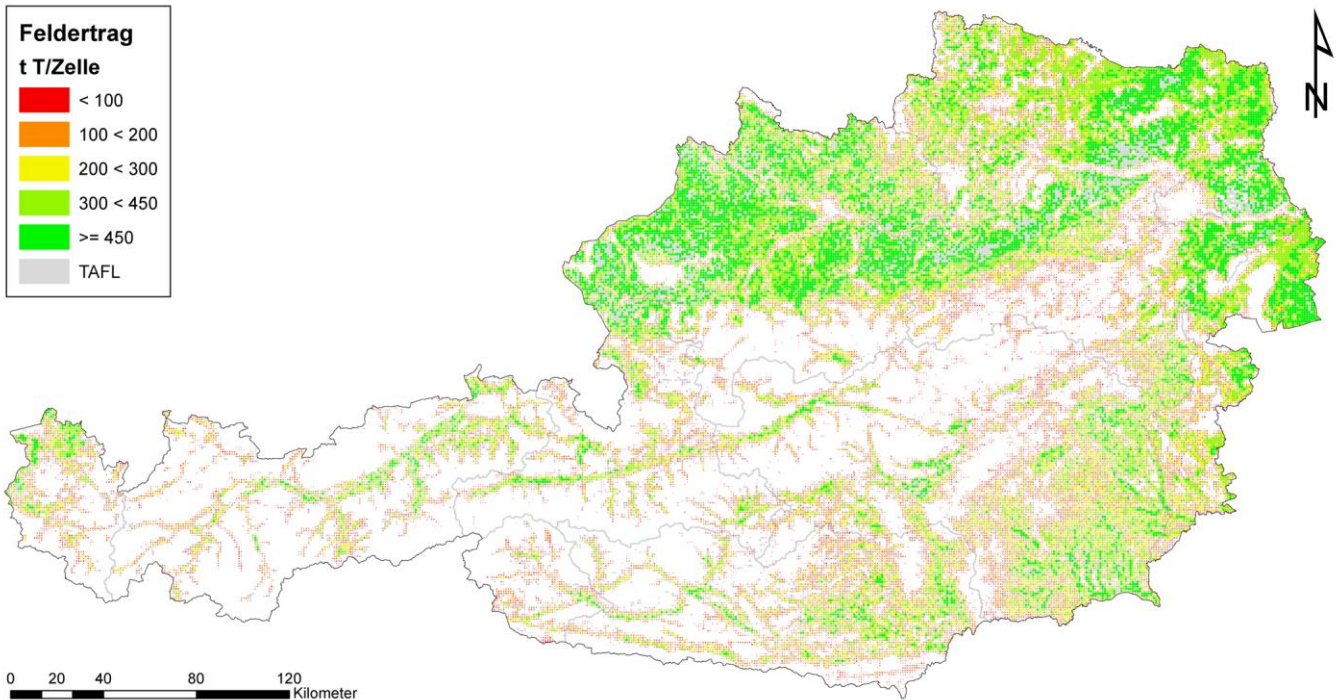 Feldertrag
t T/Zelle
< 100
100 < 200
200 < 300
300 < 450
>= 450
TAFL
N
0 20 40 80 120
Kilometer